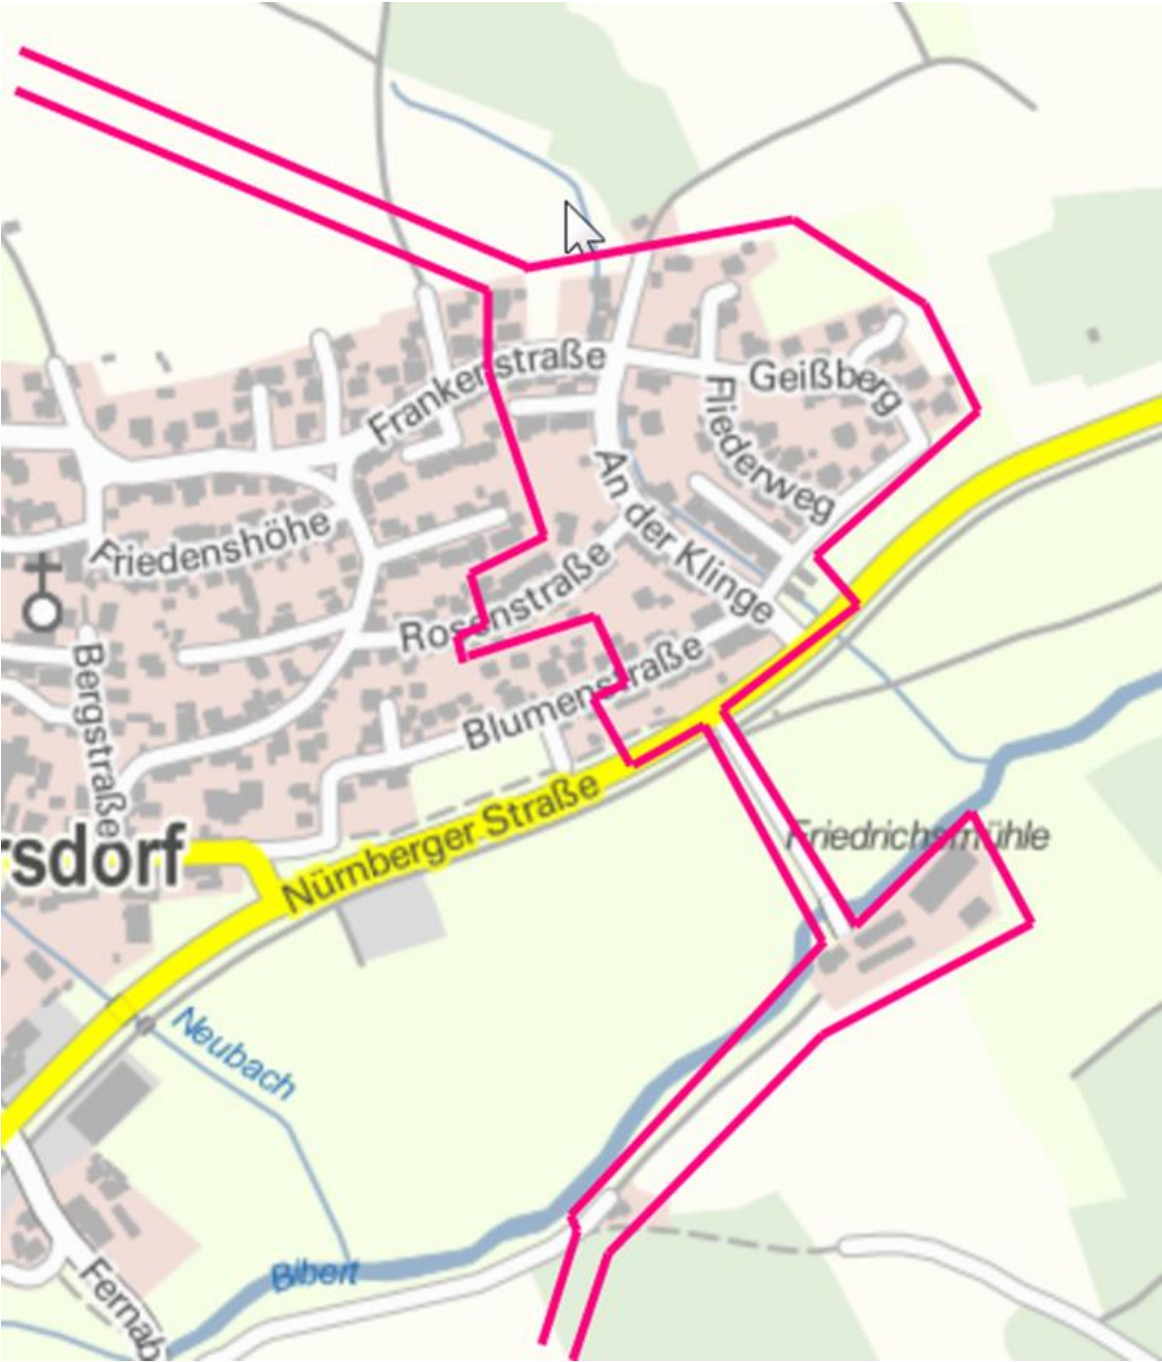 Frankenstraße
Geißberg
Fliederweg
An der Klinge
Friedenshöhe
Rosenstraße
Bergstraße
Blumenstraße
Nürnberger Straße
Friedrichsmühle
rsdorf
Neubach
Bibert
Fernab